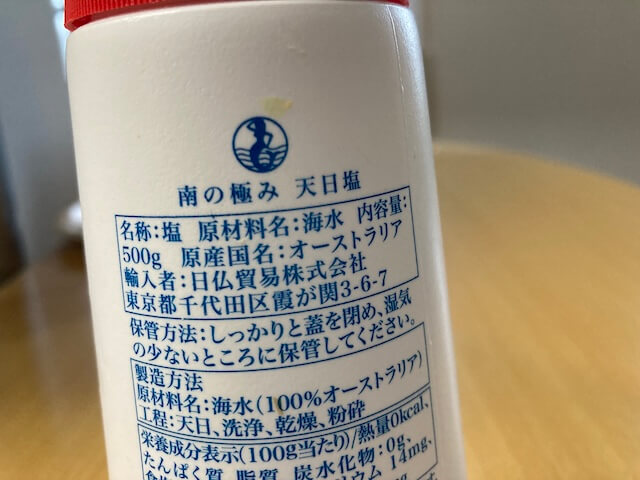 南の極み 天日塩
名称:塩 原材料名:海水 内容量:
500g 原産国名:オーストラリア
輸入者:日仏貿易株式会社
東京都千代田区霞が関3-6-7
保管方法:しっかりと蓋を閉め、湿気
の少ないところに保管してください。
製造方法
原材料名:海水(100%オーストラリア)
工程:天日、洗浄、乾燥、粉砕
栄養成分表示(100g当たり)/熱量0kcal、
たんぱく質、脂質、炭水化物:0g、
14mg、